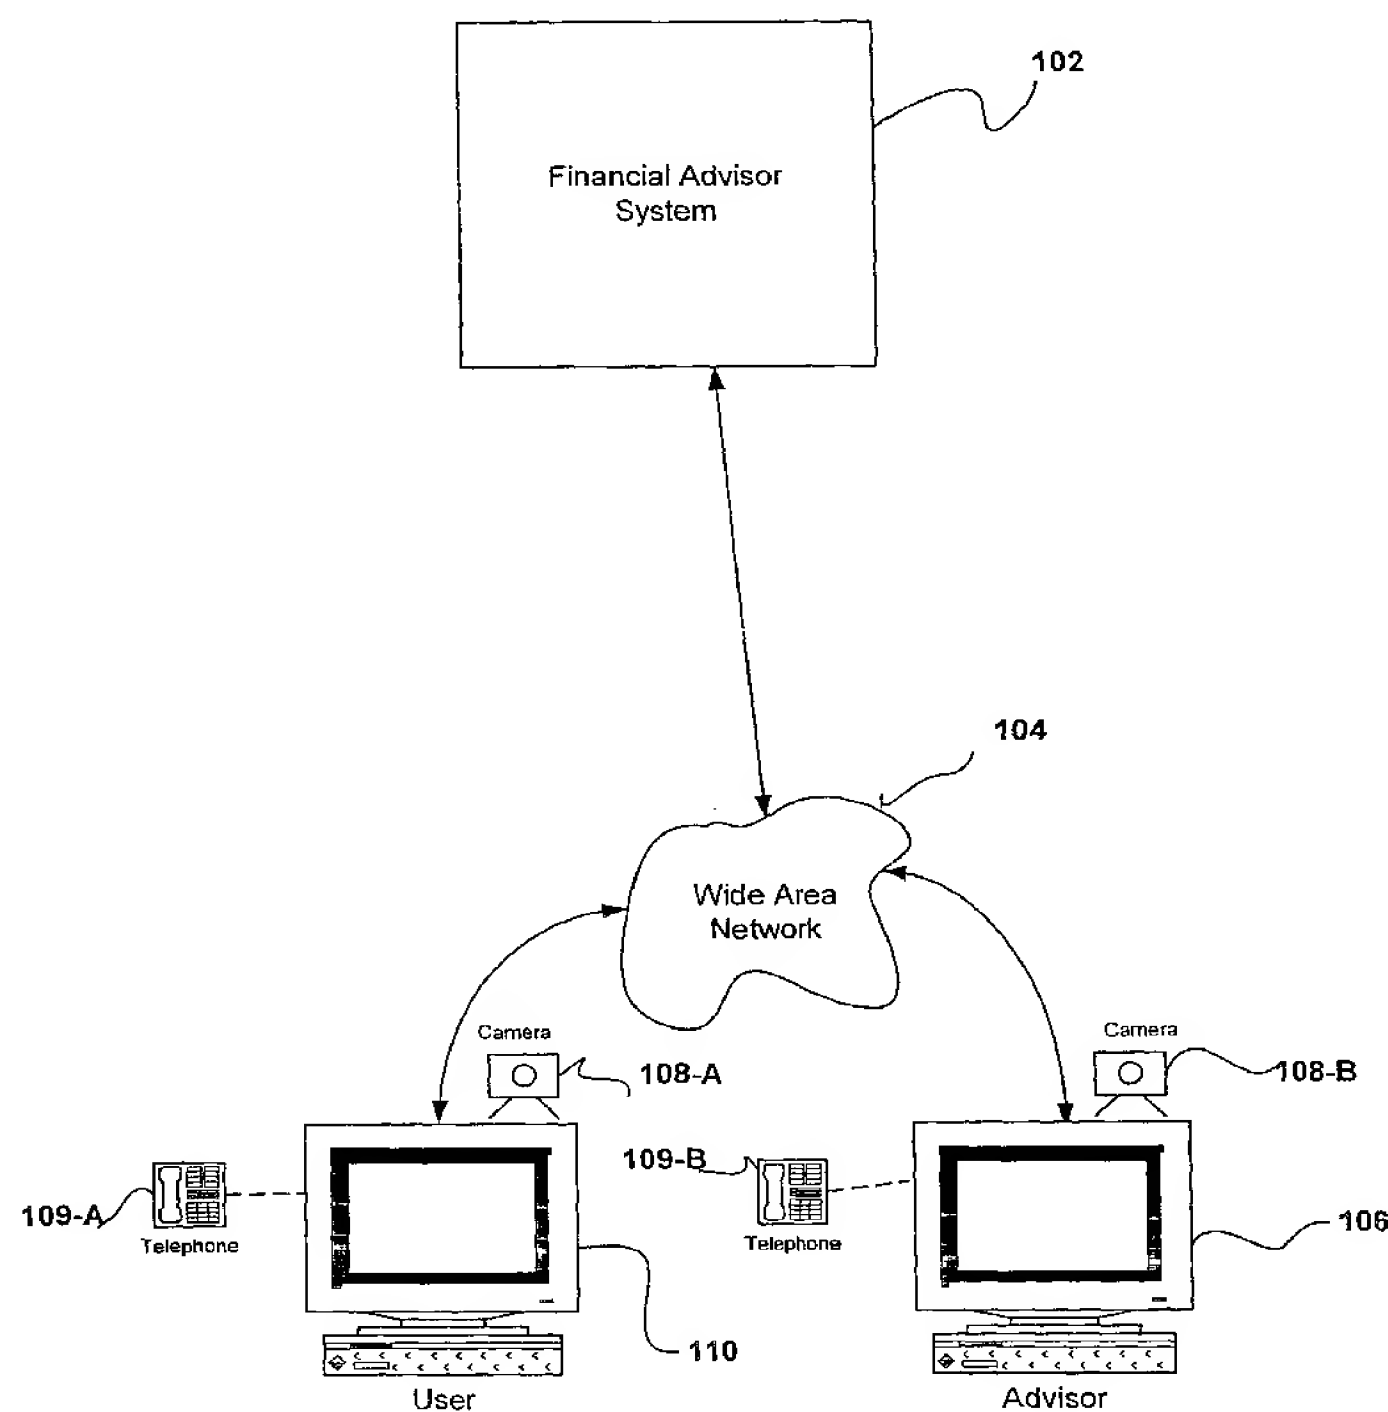 102
Financial Advisor
System
104
Wide Area
Network
Camera
108-A
Camera
108-B
109-A
Telephone
109-B
Telephone
106
110
User
Advisor